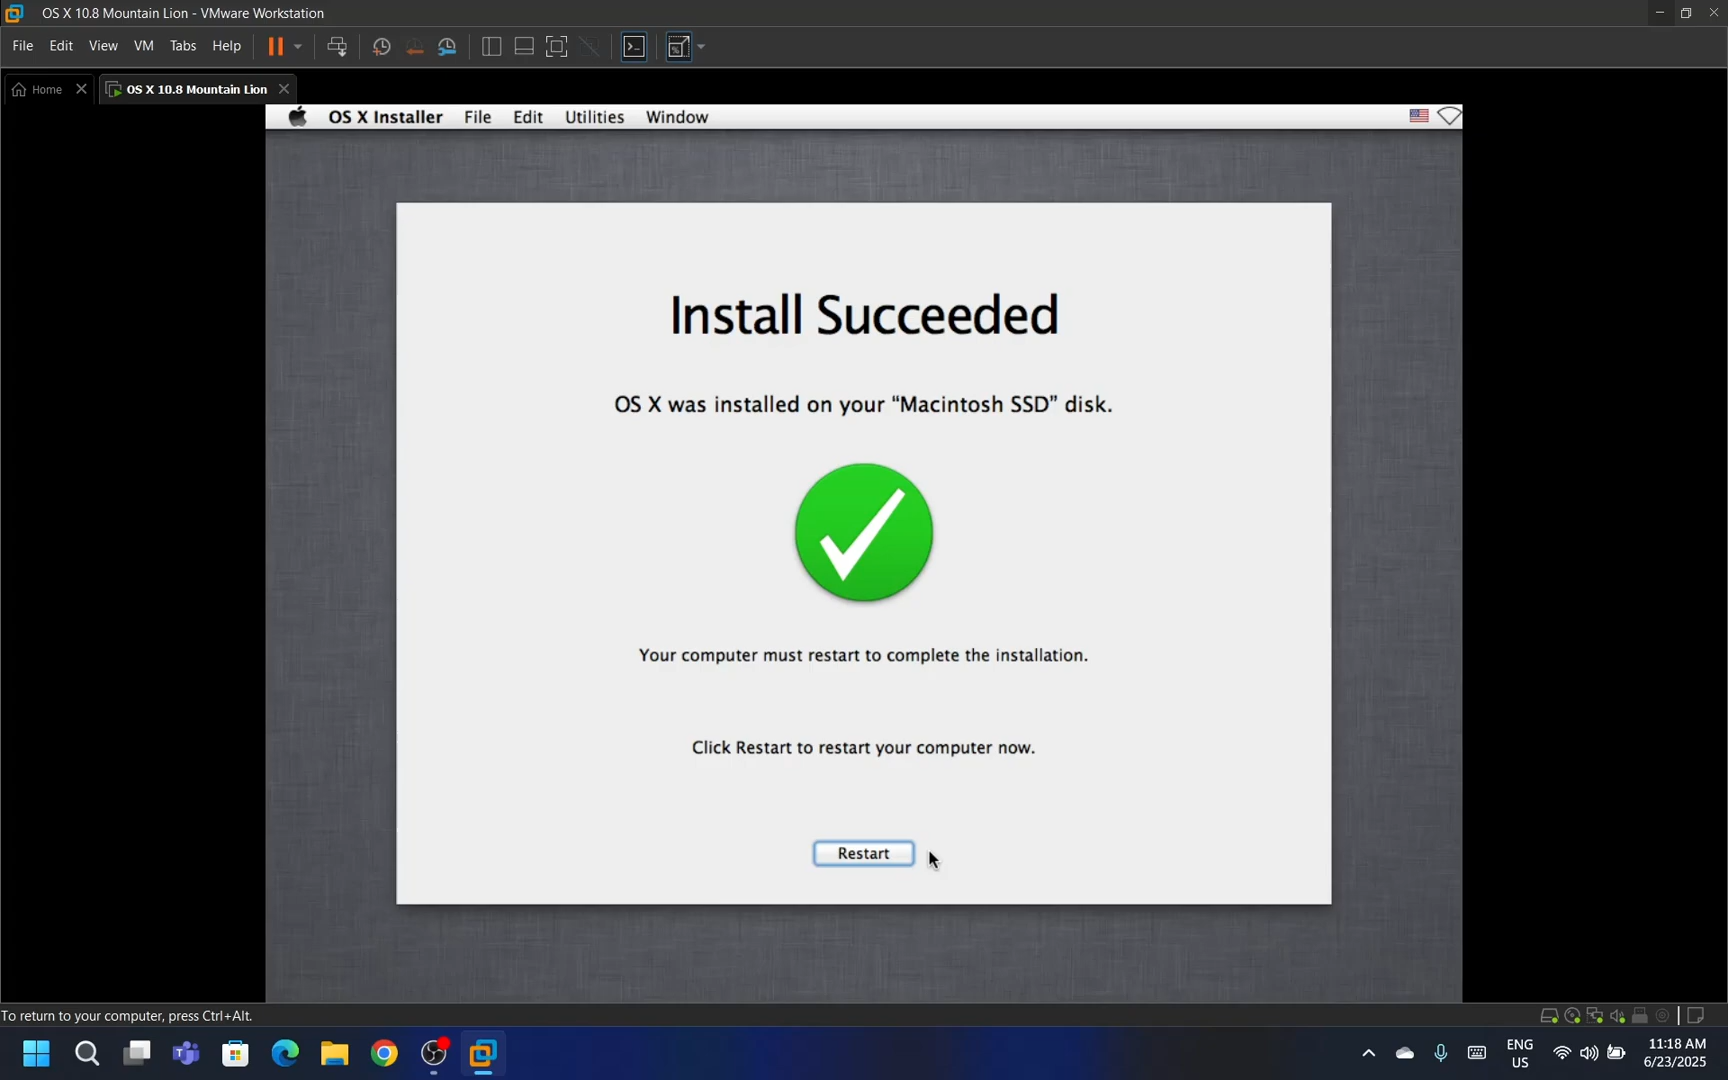 OS X 10.8 Mountain Lion - VMware Workstation
File Edit View VM Tabs Help
Home OS X 10.8 Mountain Lion
OS X Installer File Edit Utilities Window
Install Succeeded
OS X was installed on your “Macintosh SSD” disk.
Your computer must restart to complete the installation.
Click Restart to restart your computer now.
Restart
To return to your computer, press Ctrl+Alt.
ENG
US
11:18 AM
6/23/2025